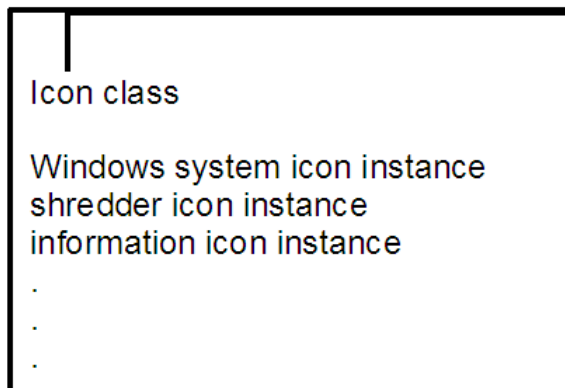 Icon class
Windows system icon instance
shredder icon instance
information icon instance
.
.
.